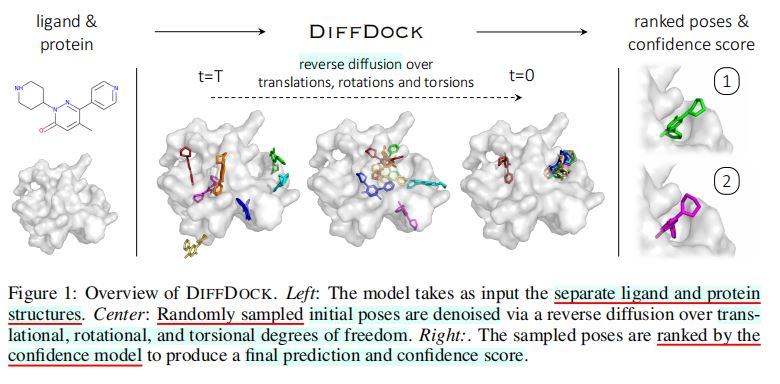 ligand &
protein
DIFFDOCK
ranked poses &
confidence score
reverse diffusion over
translations, rotations and torsions
t=T
t=0
NH
N
N
N
O
1
2
Figure 1: Overview of DIFFDOCK. Left: The model takes as input the separate ligand and protein
structures. Center: Randomly sampled initial poses are denoised via a reverse diffusion over trans-
lational, rotational, and torsional degrees of freedom. Right:. The sampled poses are ranked by the
confidence model to produce a final prediction and confidence score.